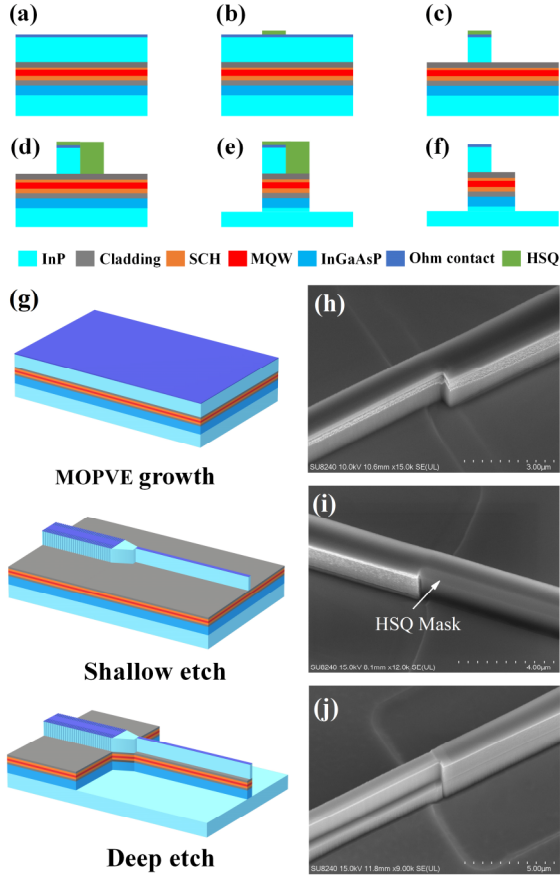 (a) (b) (c)
(d) (e) (f)
InP Cladding SCH MQW InGaAsP Ohm contact HSQ
(g)
MOPVE growth
Shallow etch
Deep etch
(h)
SU8240 10.0kV 10.6mm x15.0k SE(UL) 3.00μm
(i)
HSQ Mask
SU8240 15.0kV 8.1mm x12.0k SE(UL) 4.00μm
(j)
SU8240 15.0kV 11.8mm x9.00k SE(UL) 5.00μm